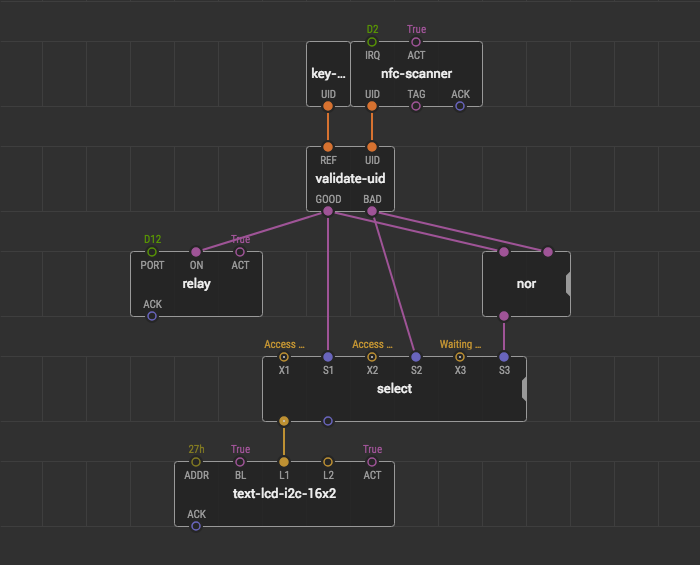 D2 True
IRQ ACT
key-... nfc-scanner
UID UID TAG ACK
REF UID
validate-uid
GOOD BAD
D12 True
PORT ON ACT
relay nor
ACK
Access ... Access ... Waiting ...
X1 S1 X2 S2 X3 S3
select
27h True True
ADDR BL L1 L2 ACT
text-lcd-i2c-16x2
ACK